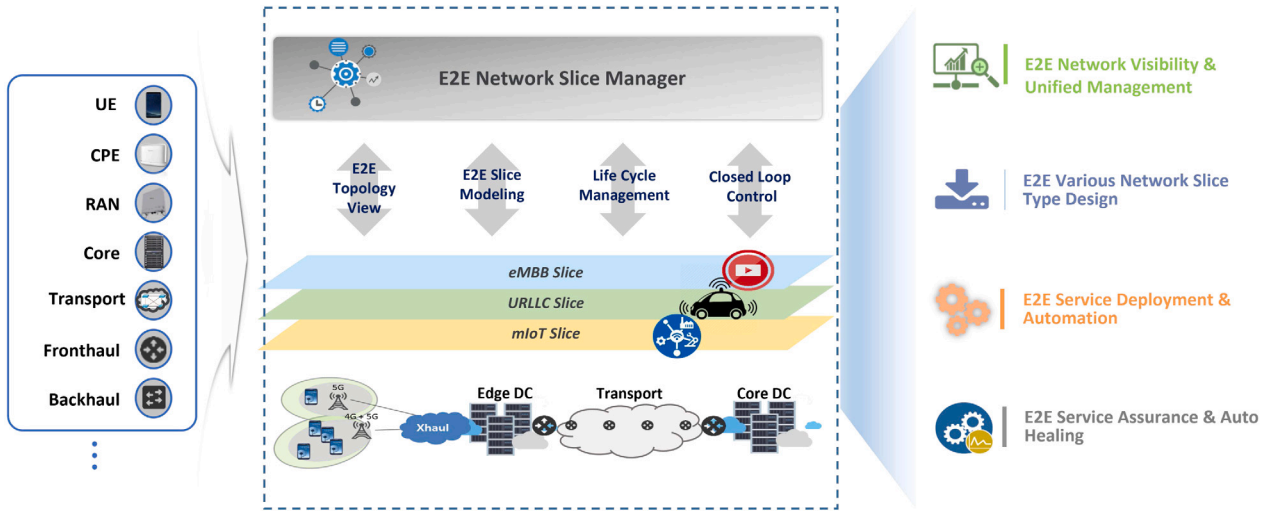 UE
CPE
RAN
Core
Transport
Fronthaul
Backhaul
E2E Network Slice Manager
E2E
Topology
View
E2E Slice
Modeling
Life Cycle
Management
Closed Loop
Control
eMBB Slice
URLLC Slice
mIoT Slice
5G
4G + 5G
Xhaul
Edge DC
Transport
Core DC
E2E Network Visibility &
Unified Management
E2E Various Network Slice
Type Design
E2E Service Deployment &
Automation
E2E Service Assurance & Auto
Healing